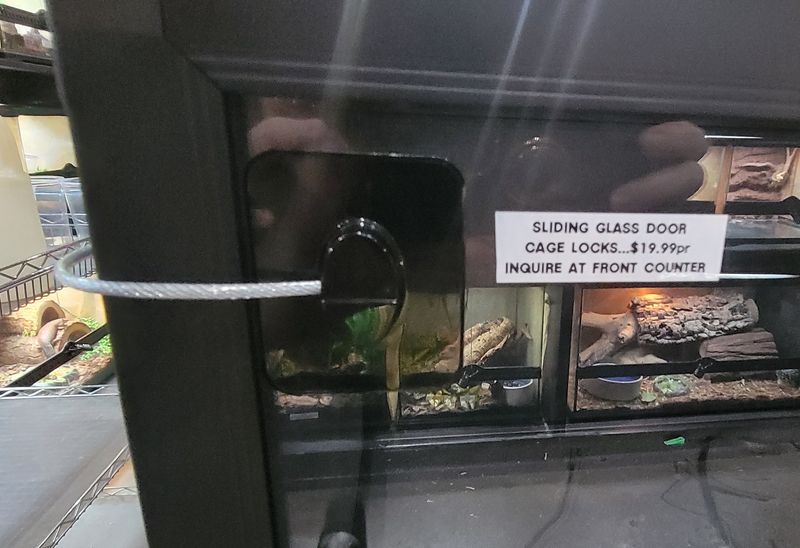 SLIDING GLASS DOOR
CAGE LOCKS...$19.99pr
INQUIRE AT FRONT COUNTER